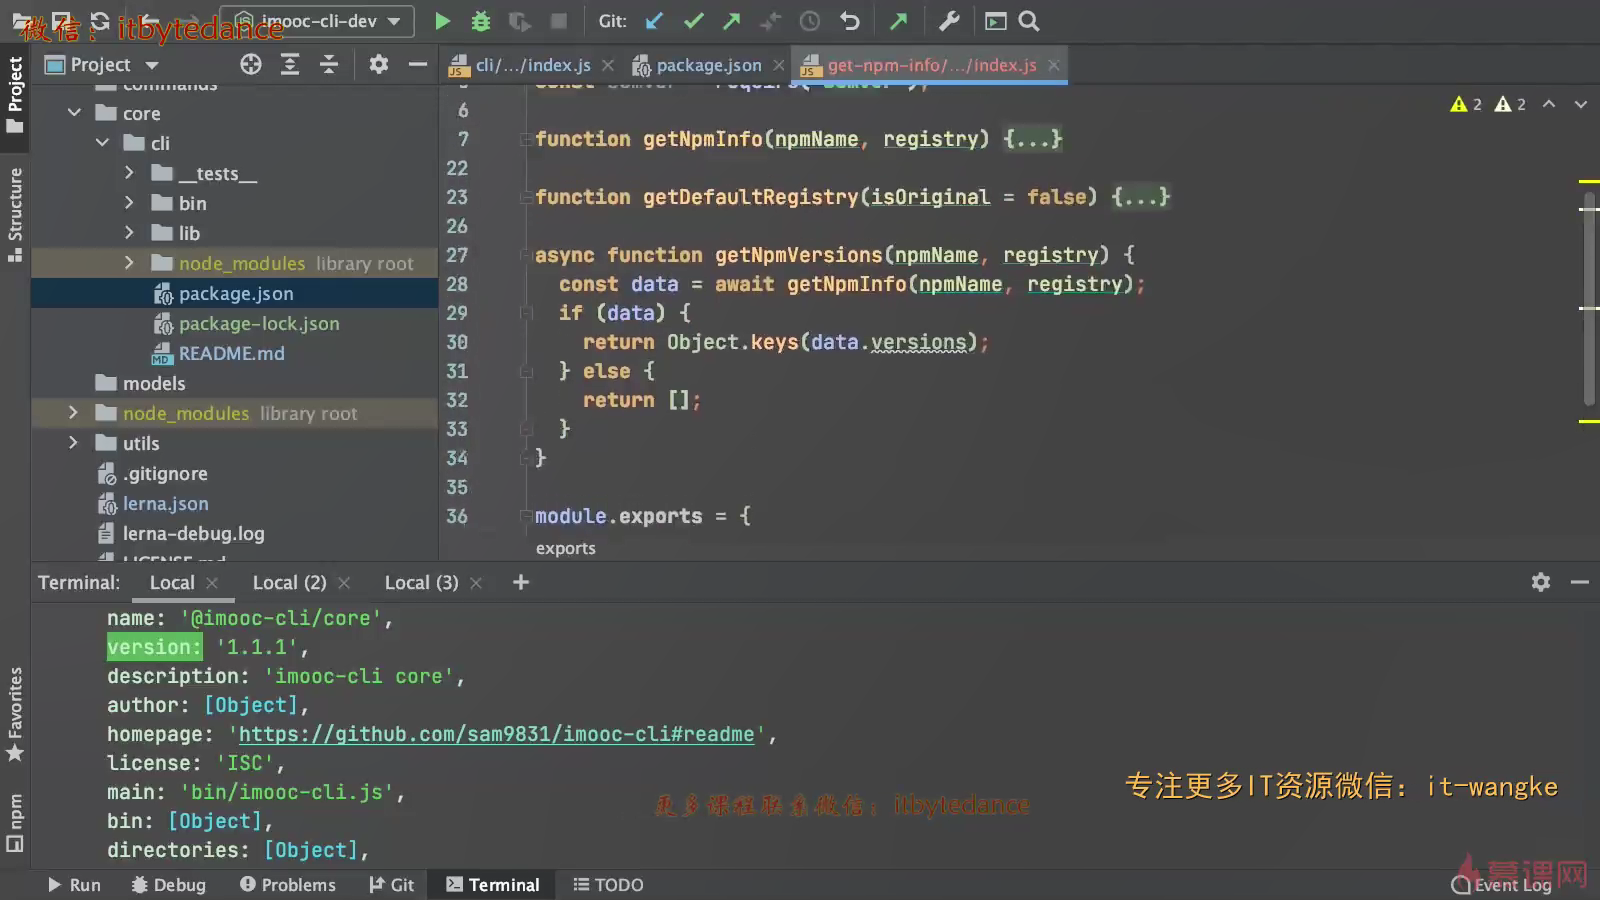 imooc-cli-dev
Git:
微信：itbytedance
Project
cli/.../index.js
package.json
get-npm-info/.../index.js
Project
Structure
Favorites
npm
commands
core
cli
__tests__
bin
lib
node_modules library root
package.json
package-lock.json
README.md
models
node_modules library root
utils
.gitignore
lerna.json
lerna-debug.log
LICENSE.md
2 2
5 const semver = require('semver');
6
7 function getNpmInfo(npmName, registry) {...}
22
23 function getDefaultRegistry(isOriginal = false) {...}
26
27 async function getNpmVersions(npmName, registry) {
28 const data = await getNpmInfo(npmName, registry);
29 if (data) {
30 return Object.keys(data.versions);
31 } else {
32 return [];
33 }
34 }
35
36 module.exports = {
exports
Terminal: Local Local (2) Local (3)
name: '@imooc-cli/core',
version: '1.1.1',
description: 'imooc-cli core',
author: [Object],
homepage: 'https://github.com/sam9831/imooc-cli#readme',
license: 'ISC',
main: 'bin/imooc-cli.js',
bin: [Object],
directories: [Object],
专注更多IT资源微信：it-wangke
更多课程联系微信：itbytedance
慕课网
Run Debug Problems Git Terminal TODO Event Log